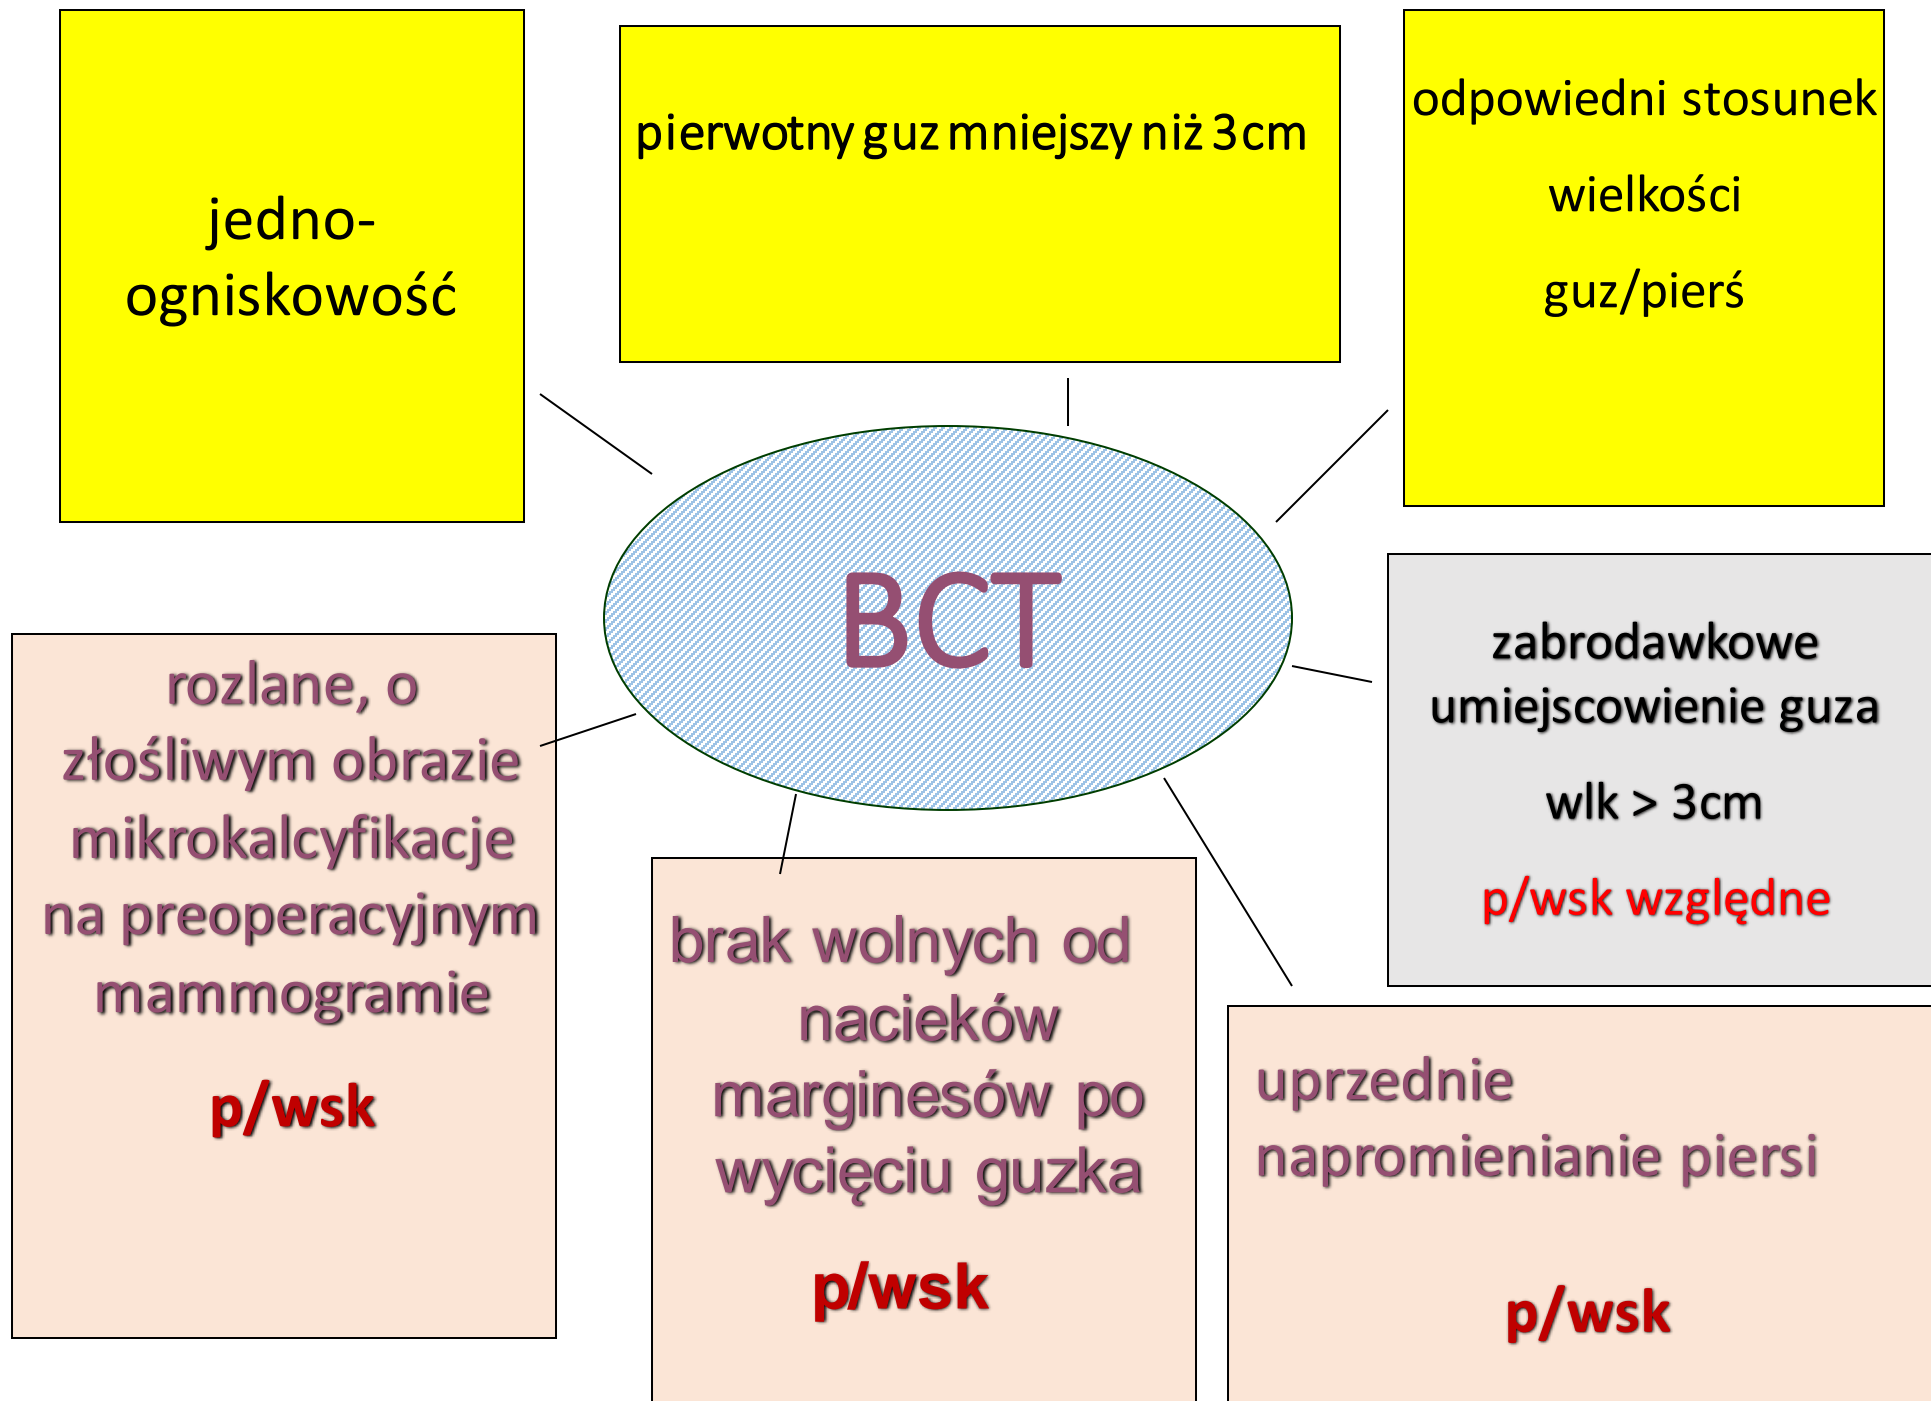 jedno-
ogniskowość
pierwotny guz mniejszy niż 3cm
odpowiedni stosunek
wielkości
guz/pierś
BCT
zabrodawkowe
umiejscowienie guza
wlk > 3cm
p/wsk względne
rozlane, o
złośliwym obrazie
mikrokalcyfikacje
na preoperacyjnym
mammogramie
p/wsk
brak wolnych od
nacieków
marginesów po
wycięciu guzka
p/wsk
uprzednie
napromienianie piersi
p/wsk